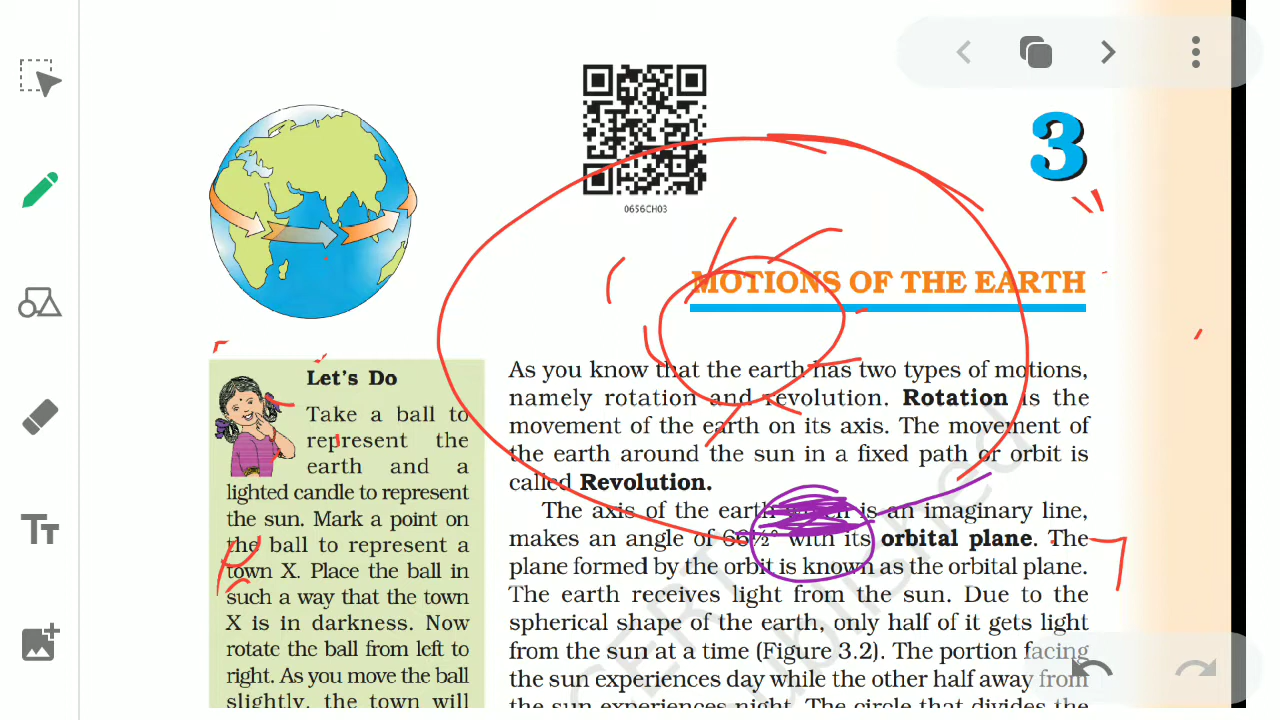 3
0656CH03
MOTIONS OF THE EARTH
Let's Do
Take a ball to
represent the
earth and a
lighted candle to represent
the sun. Mark a point on
the ball to represent a
town X. Place the ball in
such a way that the town
X is in darkness. Now
rotate the ball from left to
right. As you move the ball
slightly, the town will
As you know that the earth has two types of motions,
namely rotation and revolution. Rotation is the
movement of the earth on its axis. The movement of
the earth around the sun in a fixed path or orbit is
called Revolution.
The axis of the earth which is an imaginary line,
makes an angle of 66½° with its orbital plane. The
plane formed by the orbit is known as the orbital plane.
The earth receives light from the sun. Due to the
spherical shape of the earth, only half of it gets light
from the sun at a time (Figure 3.2). The portion facing
the sun experiences day while the other half away from
the sun experiences night. The circle that divides the
Tt